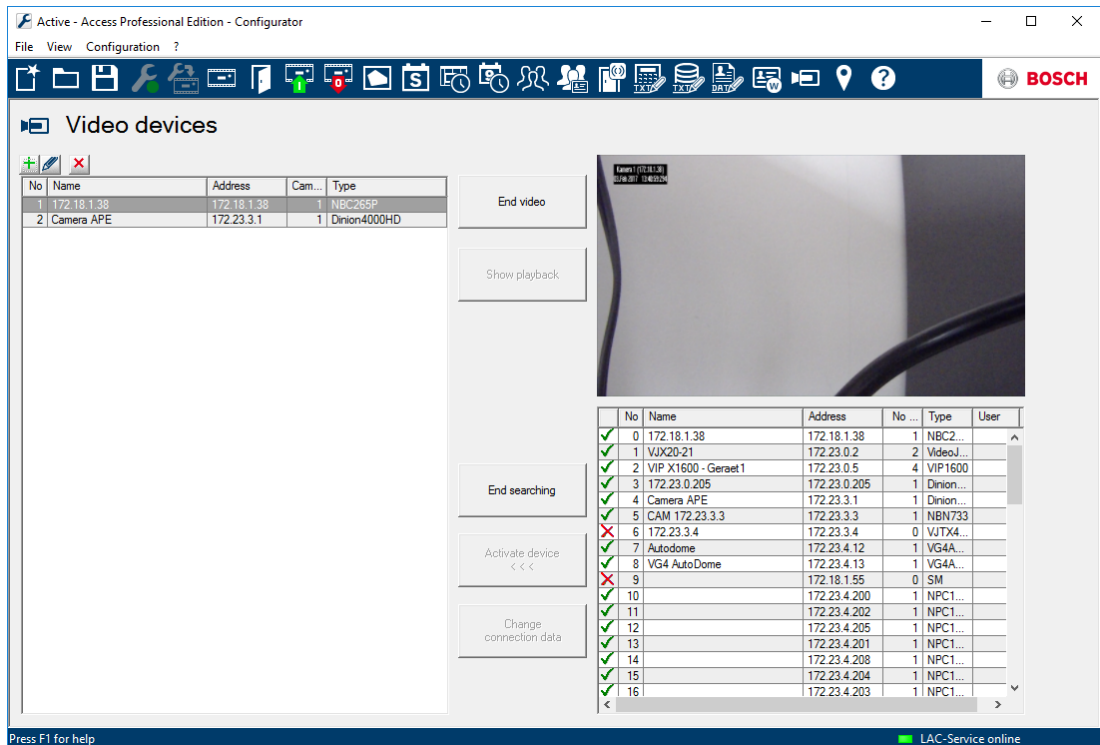 Active - Access Professional Edition - Configurator
File View Configuration ?
BOSCH
Video devices
No Name Address Cam... Type
1 172.18.1.38 172.18.1.38 1 NBC265P
2 Camera APE 172.23.3.1 1 Dinion4000HD
End video
Show playback
End searching
Activate device
< < <
Change
connection data
Kamera 1 (172.18.1.38)
No Name Address No ... Type User
0 172.18.1.38 172.18.1.38 1 NBC2...
1 VJX20-21 172.23.0.2 2 VideoJ...
2 VIP X1600 - Geraet1 172.23.0.5 4 VIP1600
3 172.23.0.205 172.23.0.205 1 Dinion...
4 Camera APE 172.23.3.1 1 Dinion...
5 CAM 172.23.3.3 172.23.3.3 1 NBN733
6 172.23.3.4 172.23.3.4 0 VJTX4...
7 Autodome 172.23.4.12 1 VG4A...
8 VG4 AutoDome 172.23.4.13 1 VG4A...
9 172.18.1.55 0 SM
10 172.23.4.200 1 NPC1...
11 172.23.4.202 1 NPC1...
12 172.23.4.205 1 NPC1...
13 172.23.4.201 1 NPC1...
14 172.23.4.208 1 NPC1...
15 172.23.4.204 1 NPC1...
16 172.23.4.203 1 NPC1...
Press F1 for help
LAC-Service online